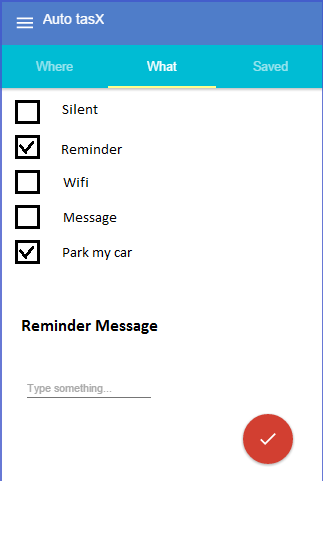 Auto tasX
Where What Saved
Silent
Reminder
Wifi
Message
Park my car
Reminder Message
Type something...